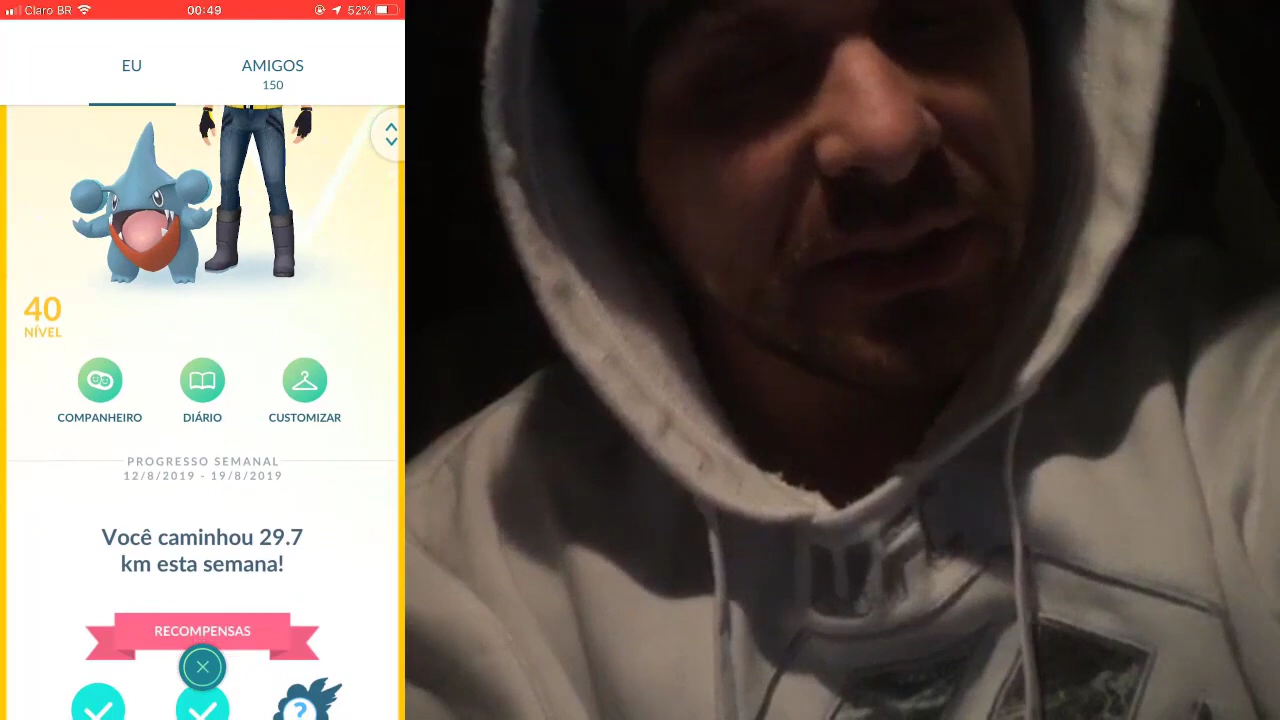 Claro BR 00:49 52%
EU AMIGOS
150
40
NÍVEL
COMPANHEIRO DIÁRIO CUSTOMIZAR
PROGRESSO SEMANAL
12/8/2019 - 19/8/2019
Você caminhou 29.7
km esta semana!
RECOMPENSAS
?